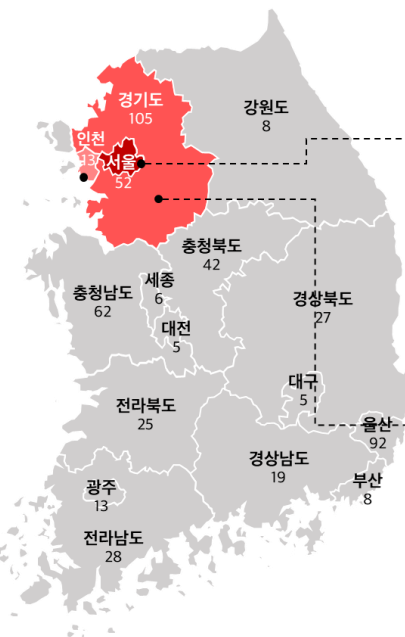 경기도
105
강원도
8
인천
13
서울
52
충청북도
42
충청남도
62
세종
6
경상북도
27
대전
5
대구
5
전라북도
25
울산
92
경상남도
19
부산
8
광주
13
전라남도
28